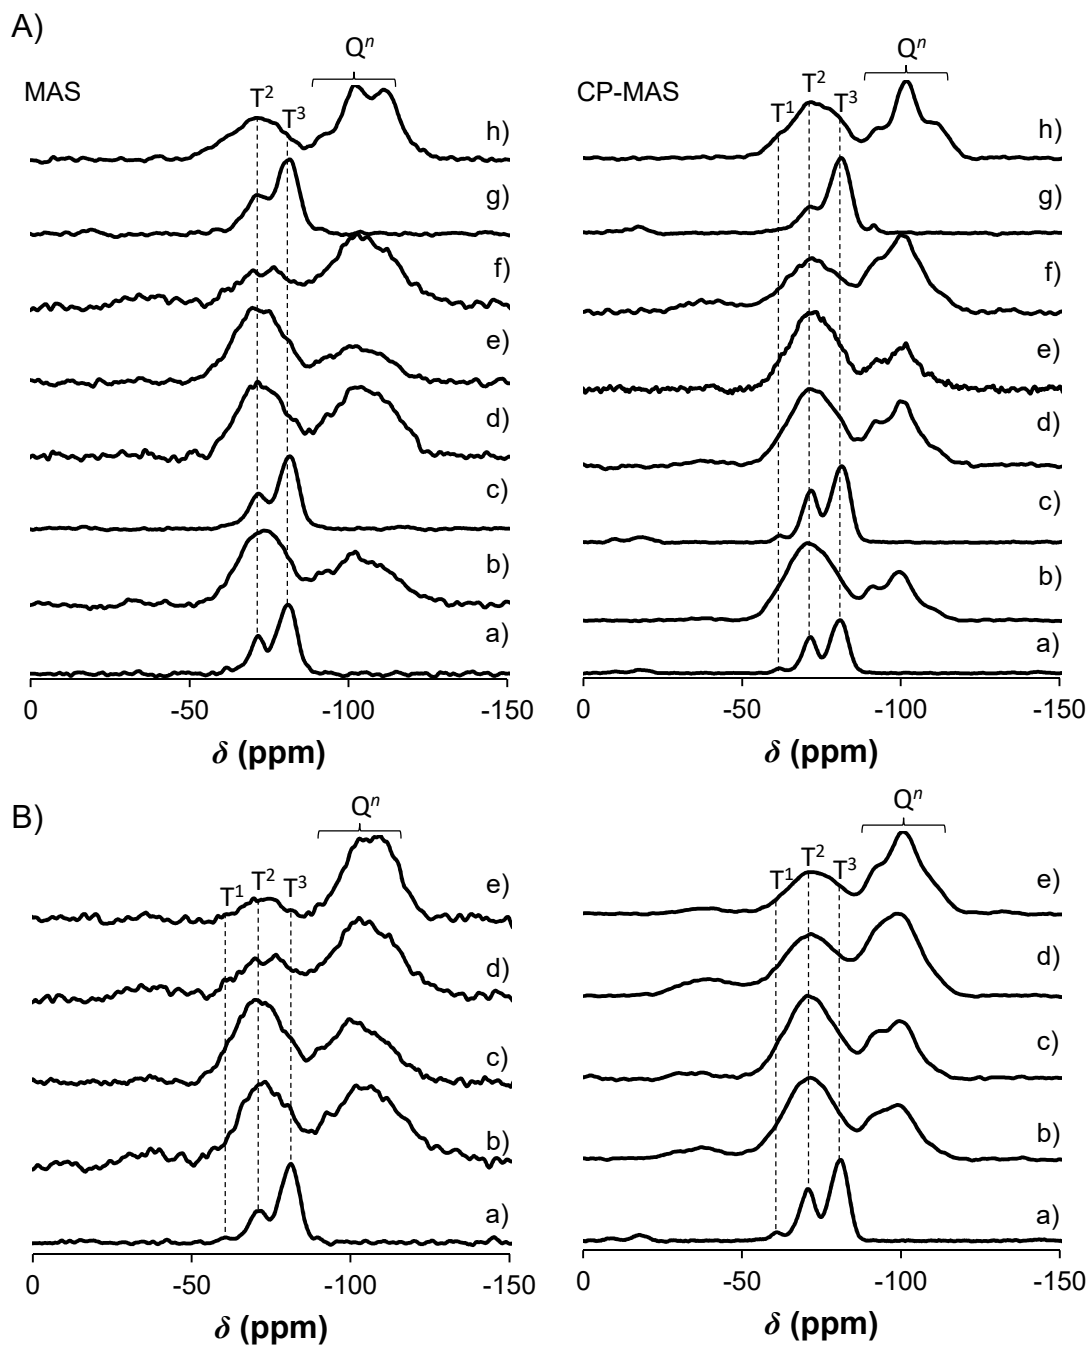 A)
MAS
Qⁿ
T²
T³
h)
g)
f)
e)
d)
c)
b)
a)
0 -50 -100 -150
δ (ppm)
CP-MAS
Qⁿ
T¹
T²
T³
h)
g)
f)
e)
d)
c)
b)
a)
0 -50 -100 -150
δ (ppm)
B)
Qⁿ
T¹
T²
T³
e)
d)
c)
b)
a)
0 -50 -100 -150
δ (ppm)
Qⁿ
T¹
T²
T³
e)
d)
c)
b)
a)
0 -50 -100 -150
δ (ppm)